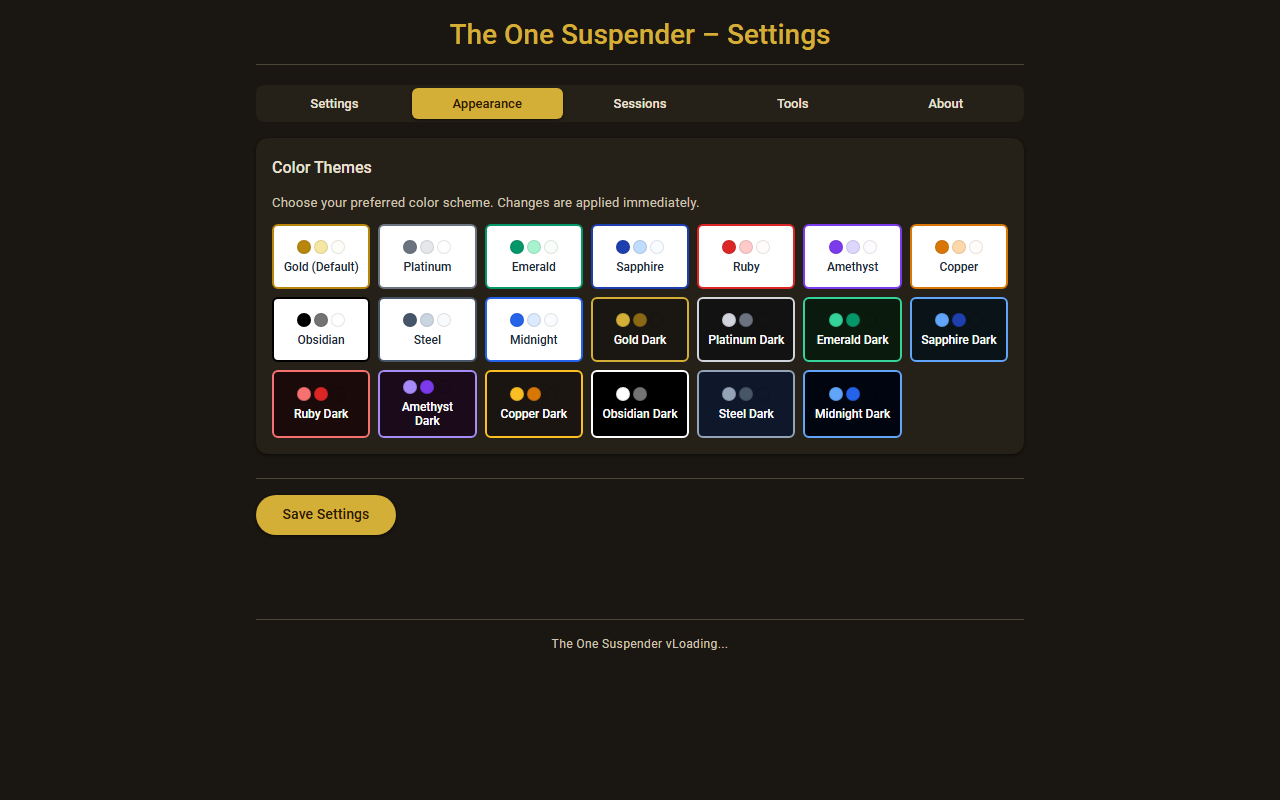 The One Suspender – Settings
Settings
Appearance
Sessions
Tools
About
Color Themes
Choose your preferred color scheme. Changes are applied immediately.
Gold (Default)
Platinum
Emerald
Sapphire
Ruby
Amethyst
Copper
Obsidian
Steel
Midnight
Gold Dark
Platinum Dark
Emerald Dark
Sapphire Dark
Ruby Dark
Amethyst
Dark
Copper Dark
Obsidian Dark
Steel Dark
Midnight Dark
Save Settings
The One Suspender vLoading...